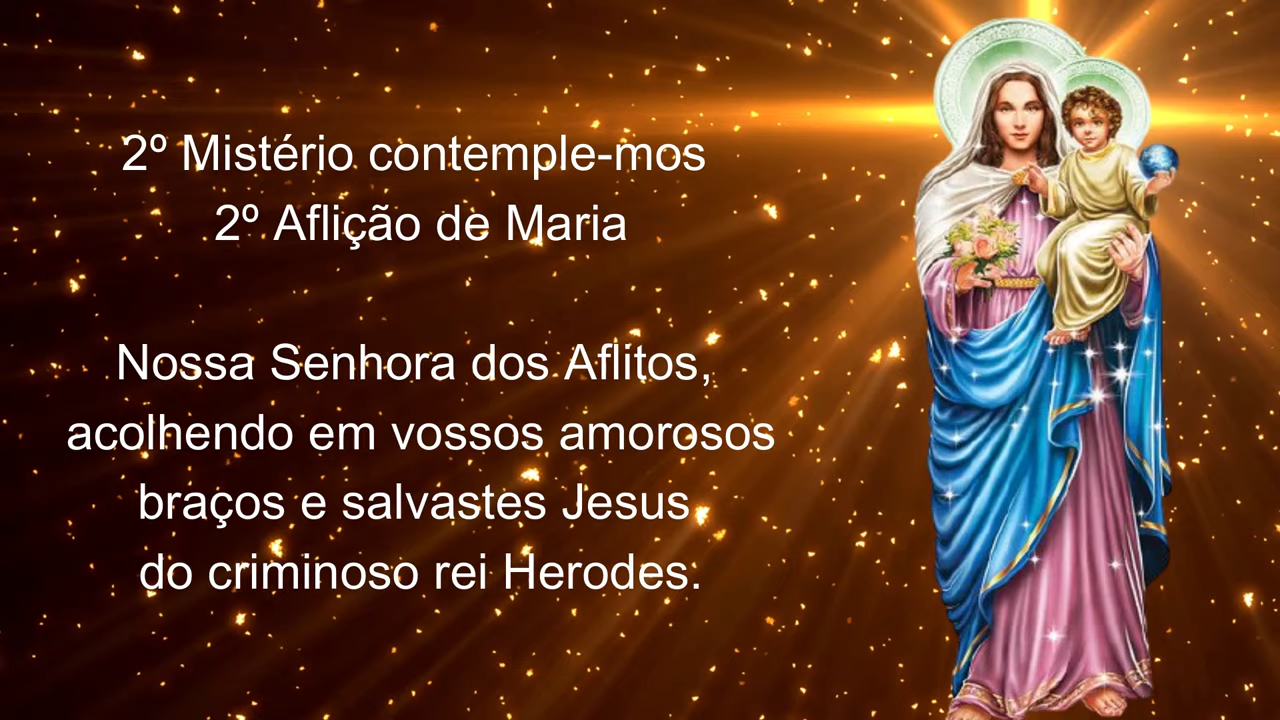 2º Mistério contemple-mos
2º Aflição de Maria
Nossa Senhora dos Aflitos,
acolhendo em vossos amorosos
braços e salvastes Jesus
do criminoso rei Herodes.